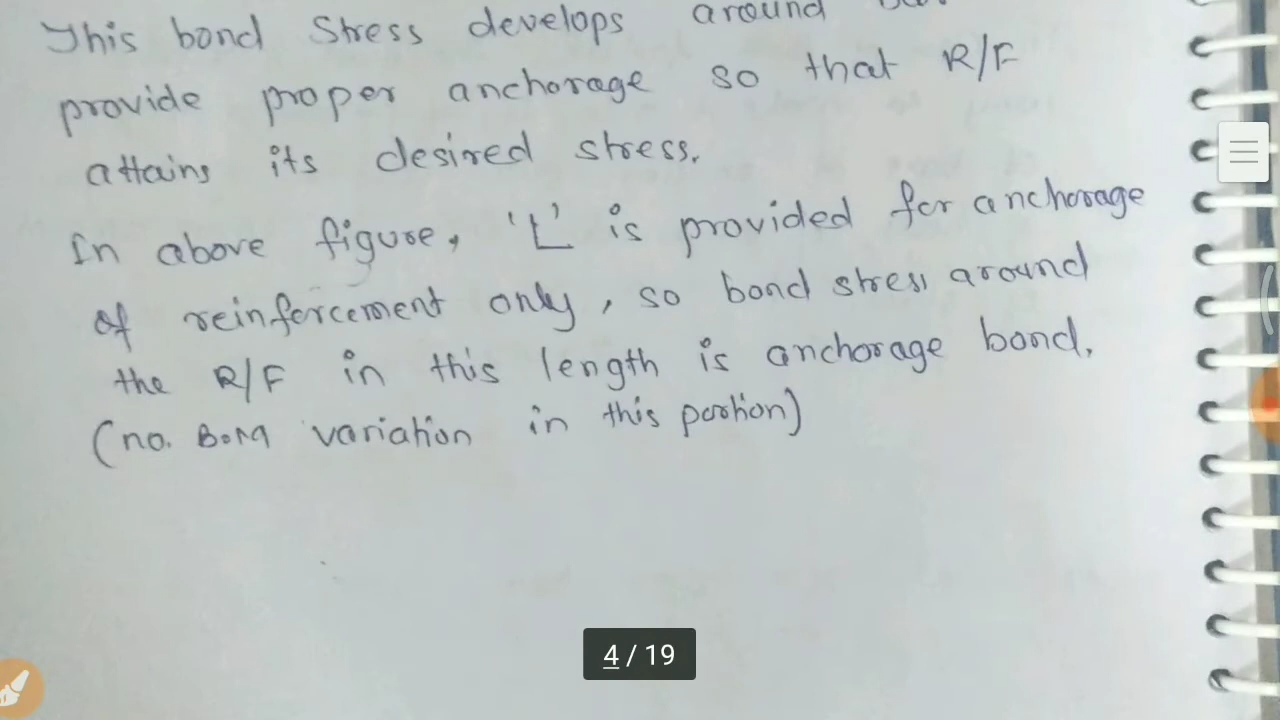 This bond Stress develops around
provide proper anchorage so that R/F
attains its desired stress.
In above figure, 'L' is provided for anchorage
of reinforcement only, so bond stress around
the R/F in this length is anchorage bond.
(no. variation in this portion)
4 / 19